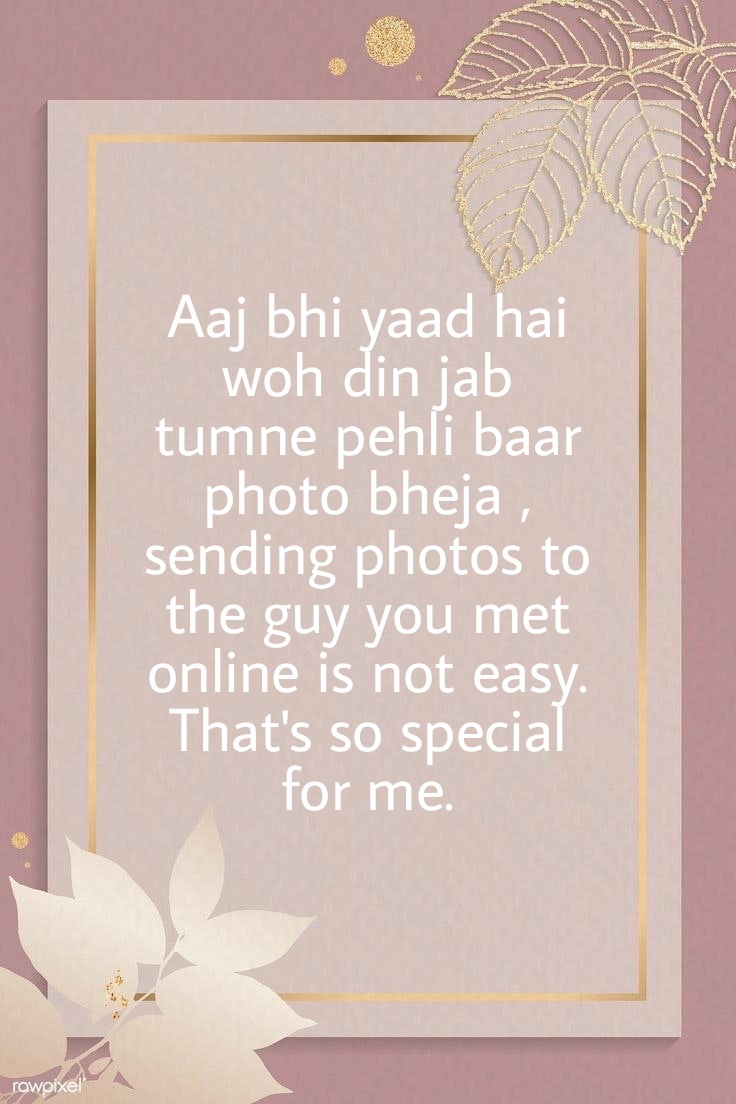 Aaj bhi yaad hai
woh din jab
tumne pehli baar
photo bheja ,
sending photos to
the guy you met
online is not easy.
That's so special
for me.
rawpixel